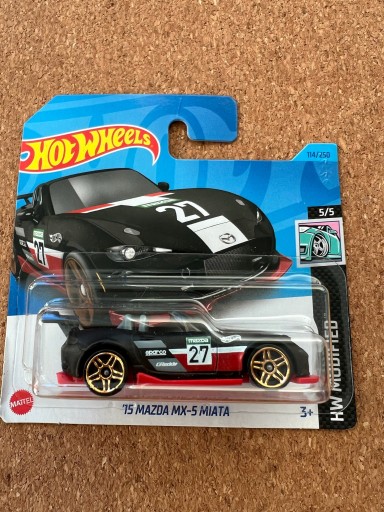 HOT WHEELS
114/250
5/5
27
27
mazda
27
sparco
MATTEL
'15 MAZDA MX-5 MIATA
3+
HW MODIFIED